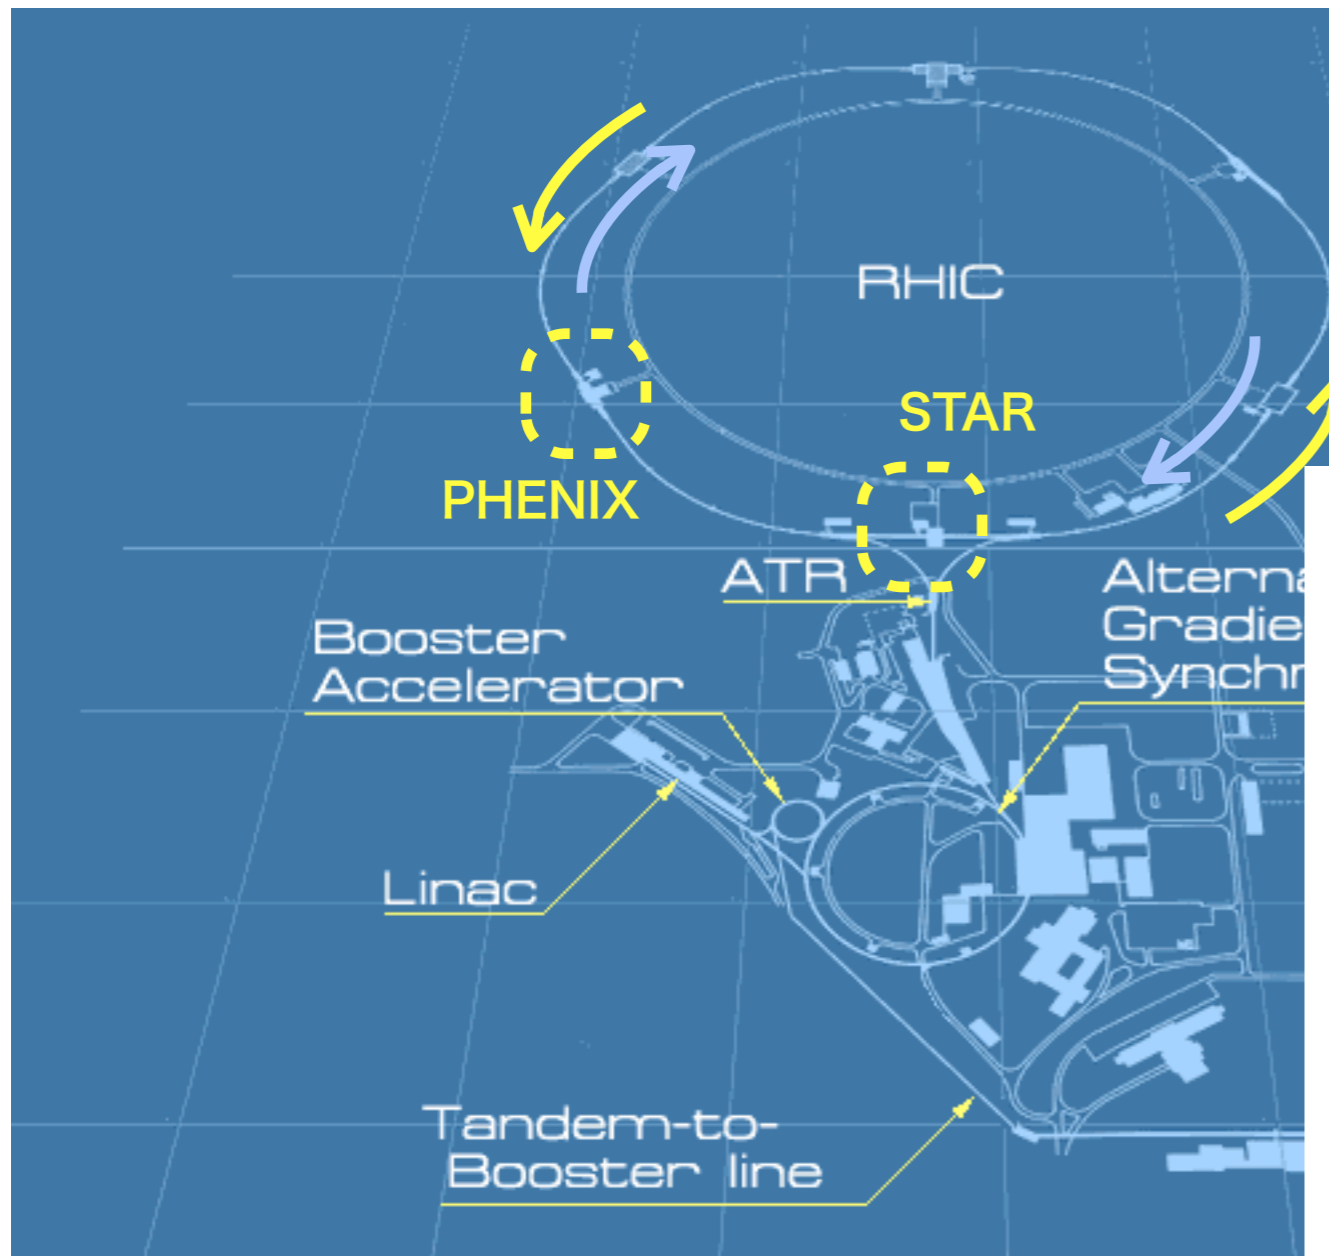 RHIC
STAR
PHENIX
ATR
Booster
Accelerator
Linac
Tandem-to-
Booster line